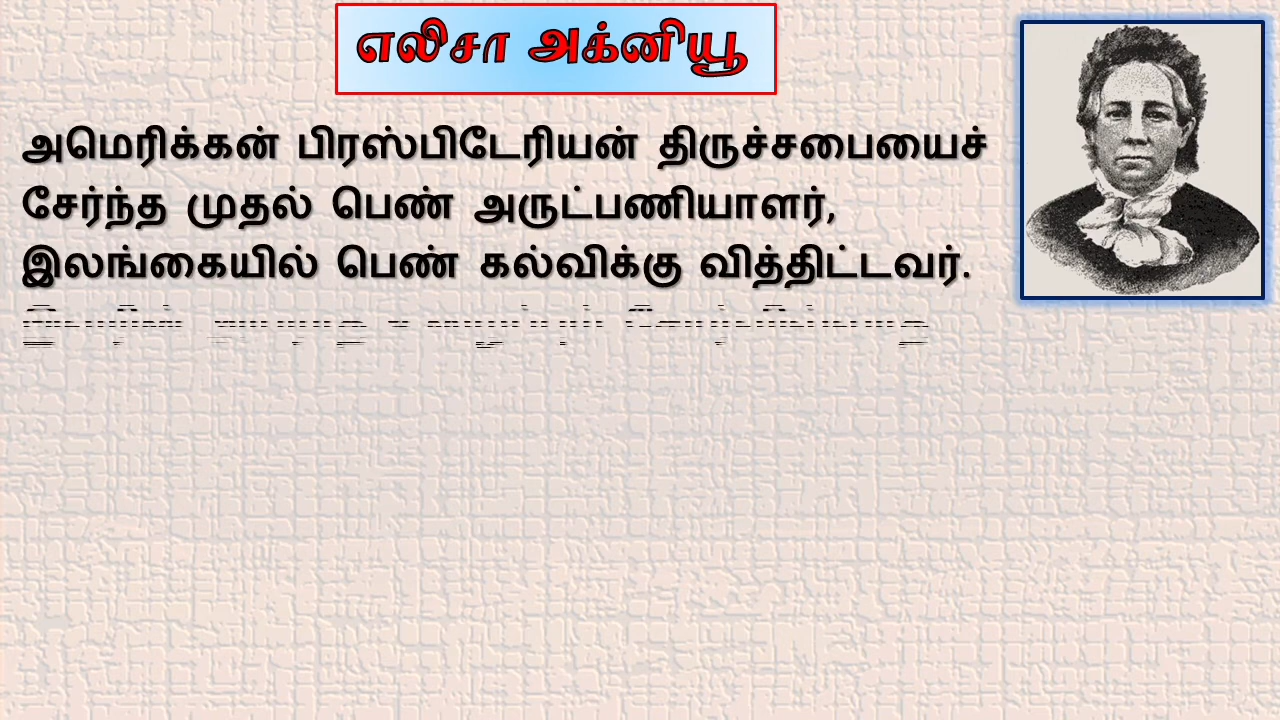 எலிசா அக்னியூ
அமெரிக்கன் பிரஸ்பிடேரியன் திருச்சபையைச்
சேர்ந்த முதல் பெண் அருட்பணியாளர்,
இலங்கையில் பெண் கல்விக்கு வித்திட்டவர்.